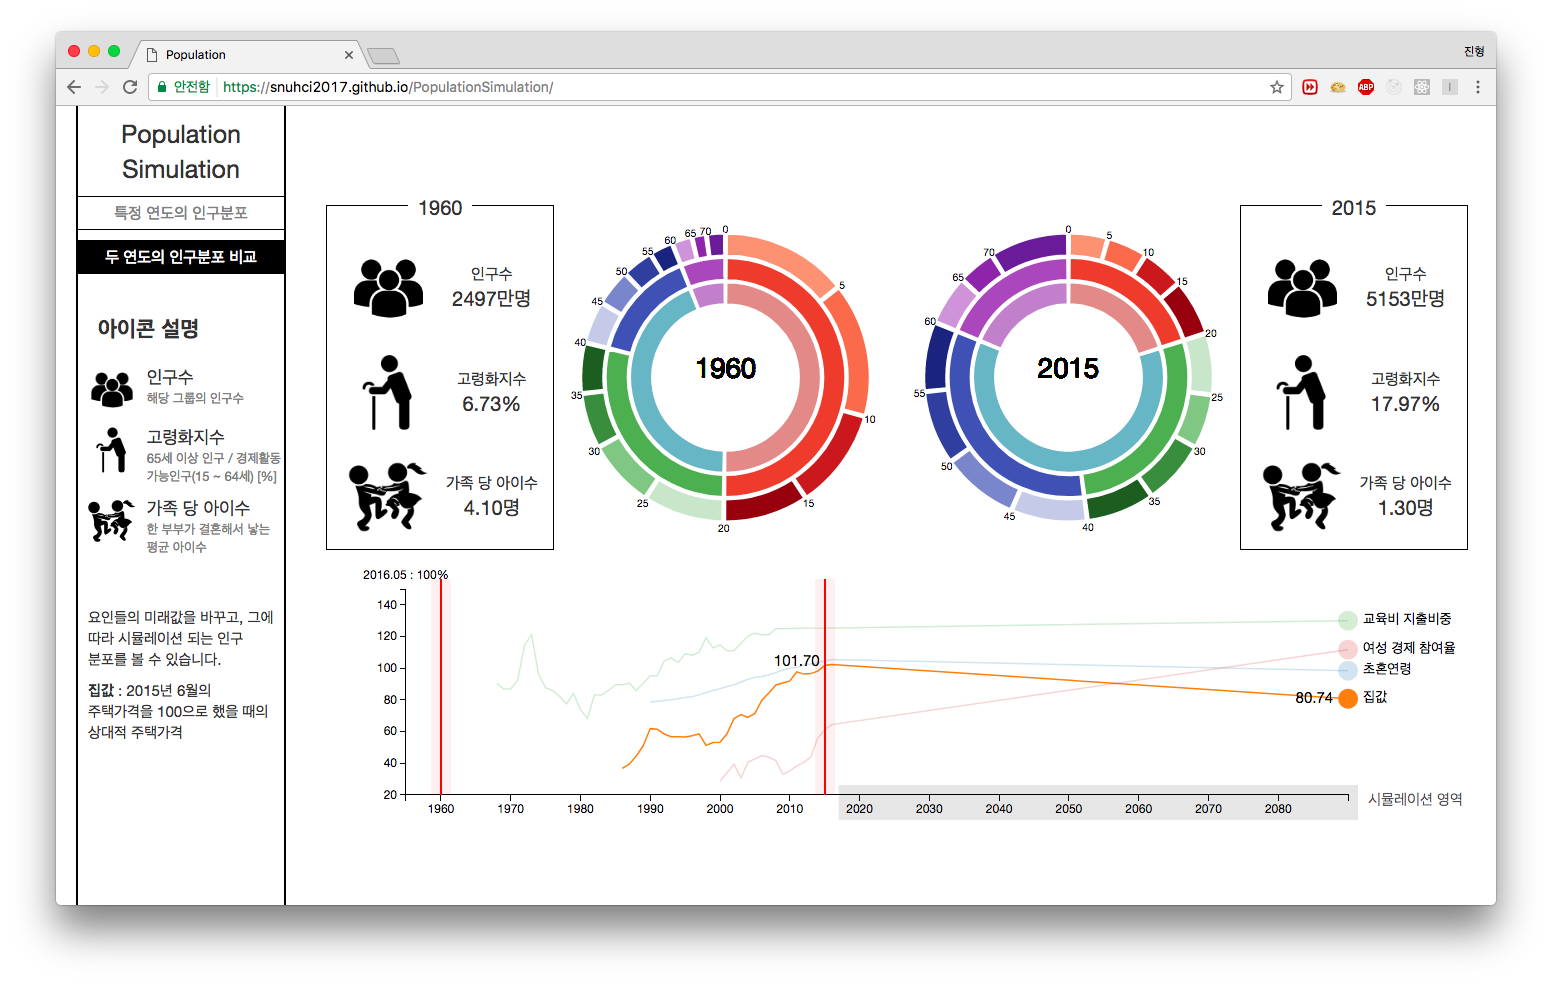 Population
진형
안전함
https://snuhci2017.github.io/PopulationSimulation/
Population
Simulation
특정 연도의 인구분포
두 연도의 인구분포 비교
아이콘 설명
인구수
해당 그룹의 인구수
고령화지수
65세 이상 인구 / 경제활동
가능인구(15 ~ 64세) [%]
가족 당 아이수
한 부부가 결혼해서 낳는
평균 아이수
요인들의 미래값을 바꾸고, 그에
따라 시뮬레이션 되는 인구
분포를 볼 수 있습니다.
집값 : 2015년 6월의
주택가격을 100으로 했을 때의
상대적 주택가격
1960
인구수
2497만명
고령화지수
6.73%
가족 당 아이수
4.10명
0
5
10
15
20
25
30
35
40
45
50
55
60
65
70
1960
0
5
10
15
20
25
30
35
40
45
50
55
60
65
70
2015
2015
인구수
5153만명
고령화지수
17.97%
가족 당 아이수
1.30명
2016.05 : 100%
140
120
100
80
60
40
20
101.70
80.74
교육비 지출비중
여성 경제 참여율
초혼연령
집값
1960
1970
1980
1990
2000
2010
2020
2030
2040
2050
2060
2070
2080
시뮬레이션 영역
ABP